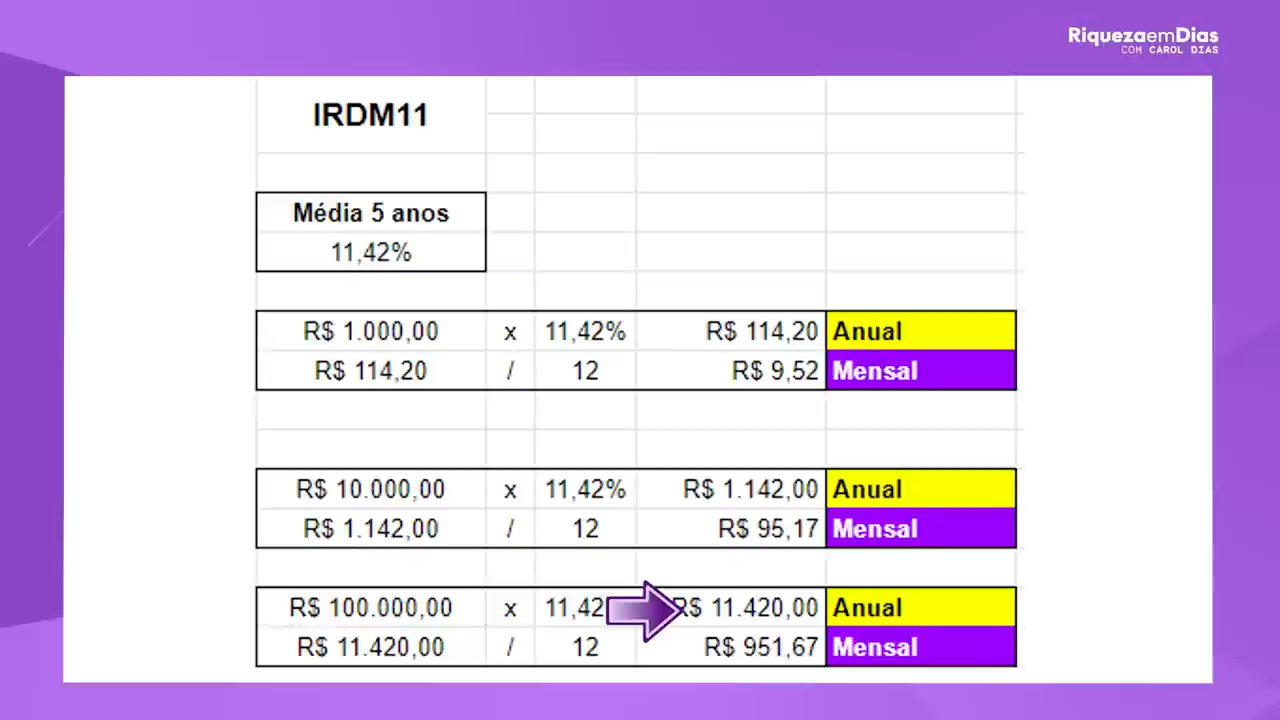 RiquezaemDias
COM CAROL DIAS
IRDM11
Média 5 anos
11,42%
R$ 1.000,00 x 11,42% R$ 114,20 Anual
R$ 114,20 / 12 R$ 9,52 Mensal
R$ 10.000,00 x 11,42% R$ 1.142,00 Anual
R$ 1.142,00 / 12 R$ 95,17 Mensal
R$ 100.000,00 x 11,42 R$ 11.420,00 Anual
R$ 11.420,00 / 12 R$ 951,67 Mensal